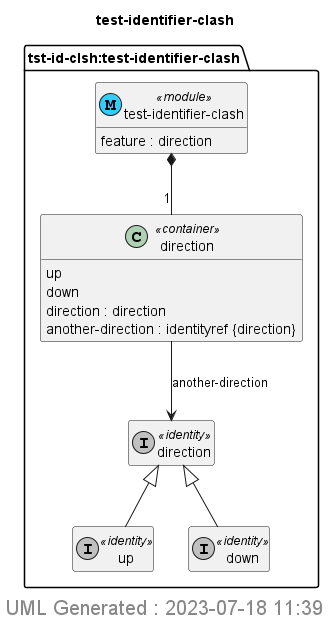 test-identifier-clash
tst-id-clsh:test-identifier-clash
M «module»
test-identifier-clash
feature : direction
1
C «container»
direction
up
down
direction : direction
another-direction : identityref {direction}
another-direction
I «identity»
direction
I «identity»
up
I «identity»
down
UML Generated : 2023-07-18 11:39